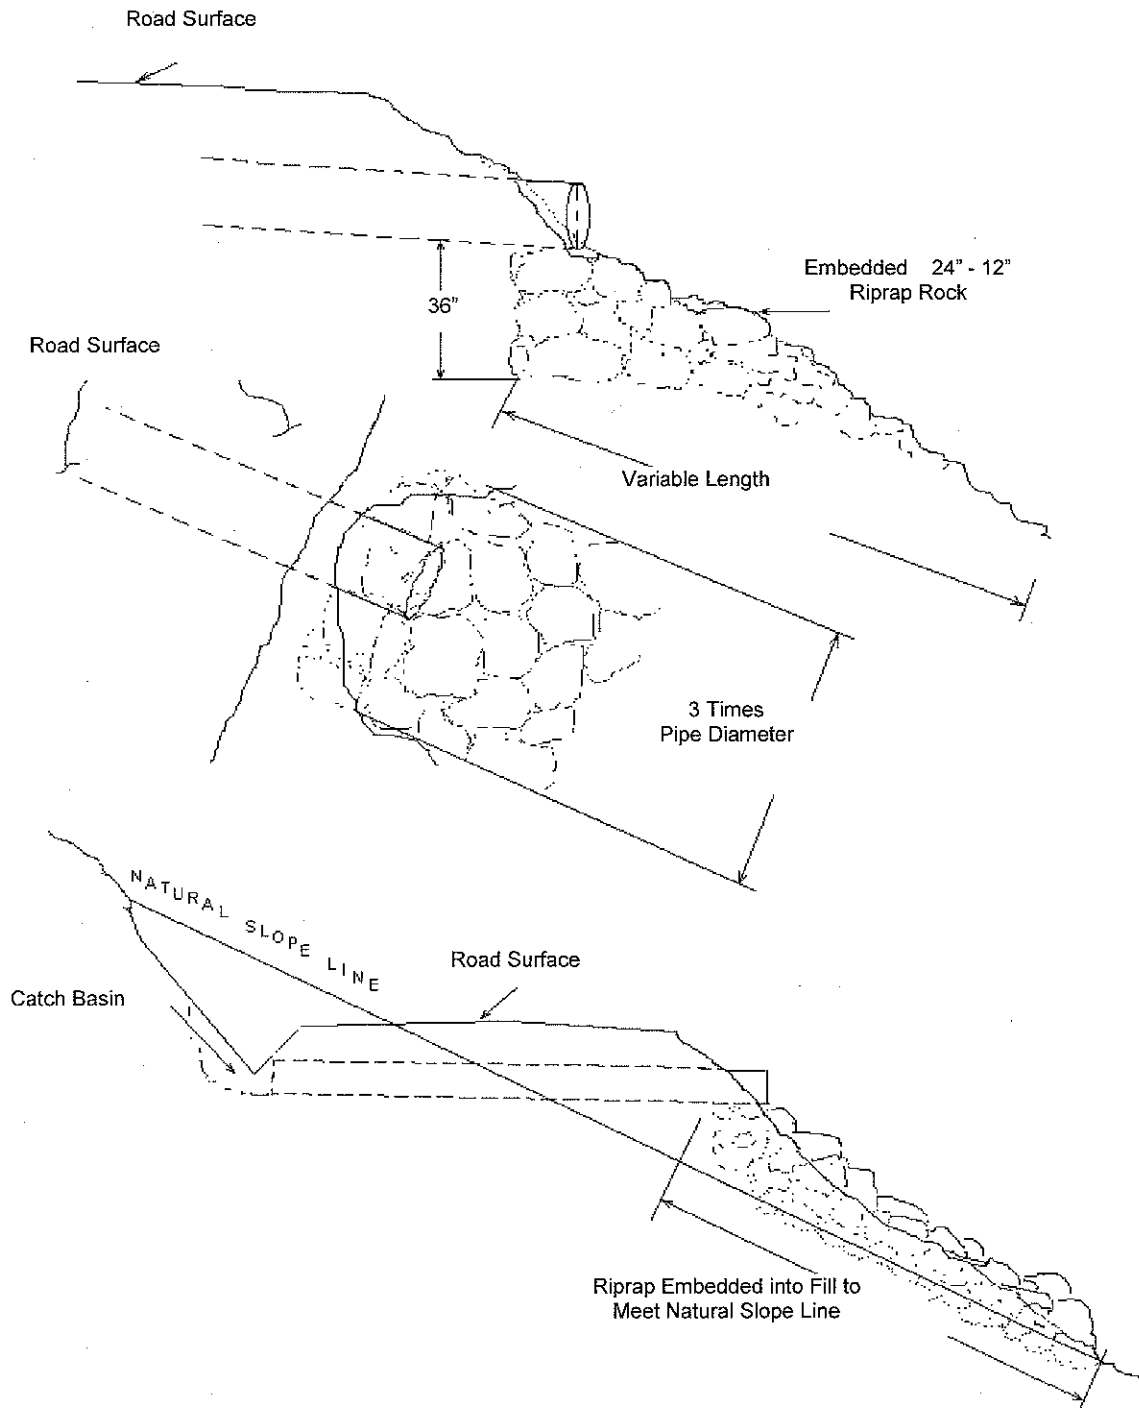 Road Surface
Embedded 24" - 12"
Riprap Rock
36"
Road Surface
Variable Length
3 Times
Pipe Diameter
NATURAL SLOPE LINE
Road Surface
Catch Basin
Riprap Embedded into Fill to
Meet Natural Slope Line